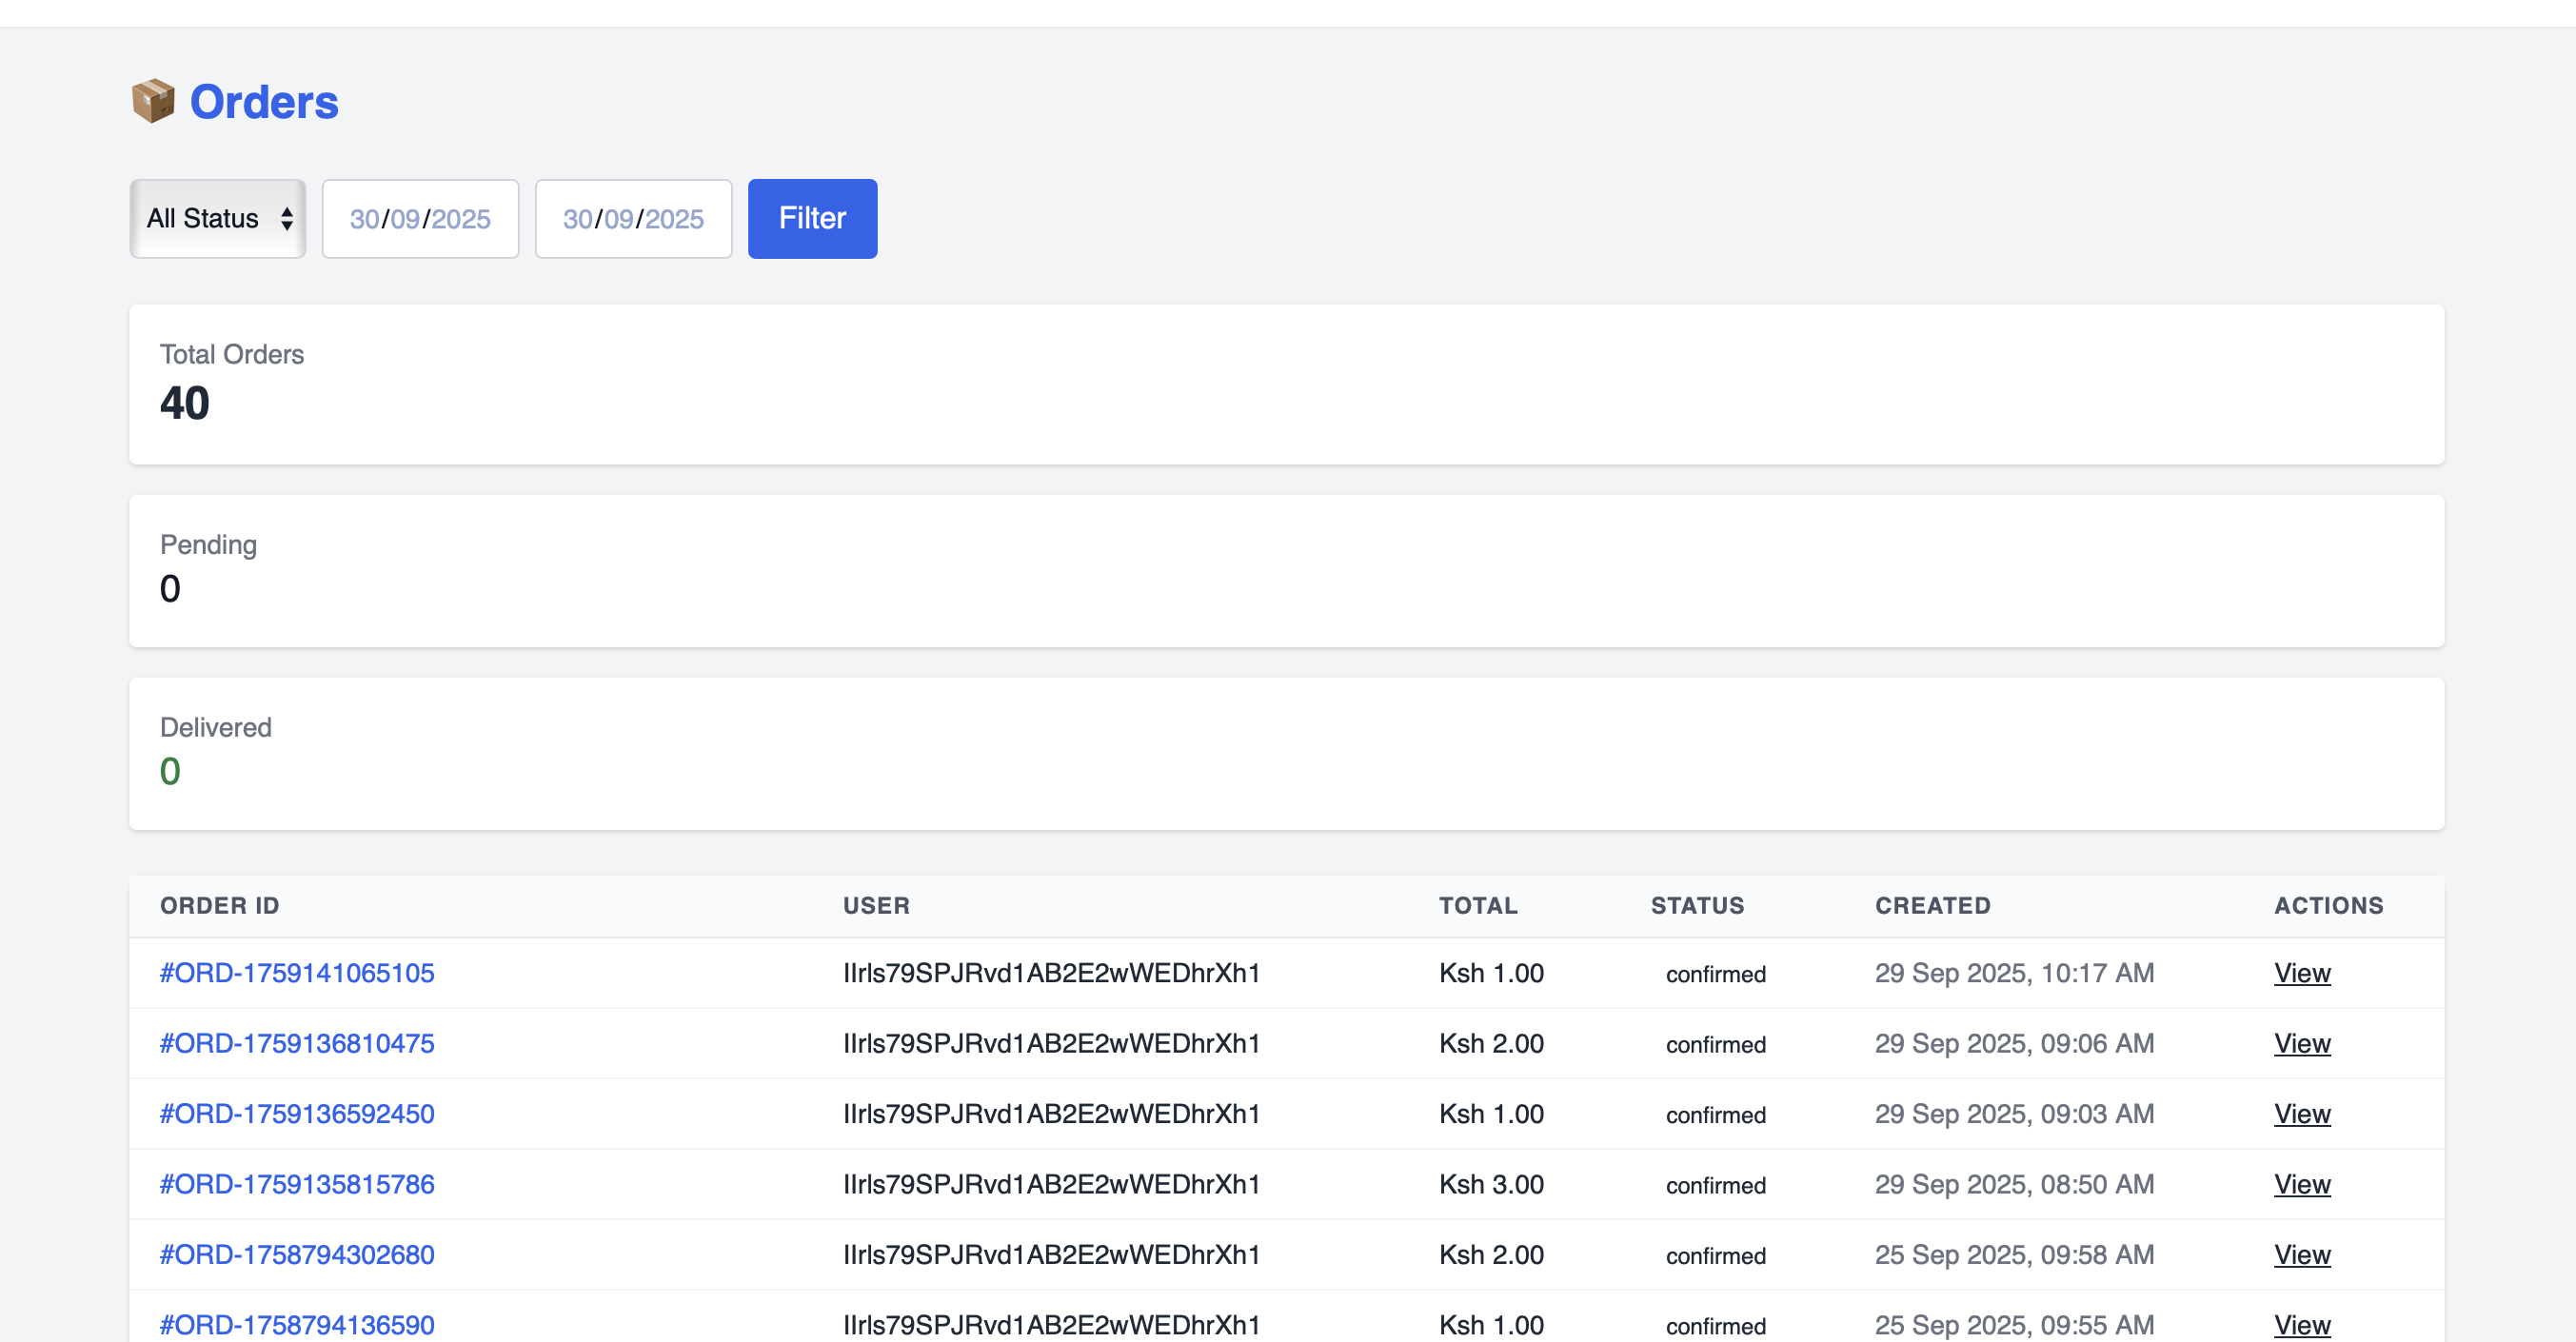 📦 Orders
All Status 30/09/2025 30/09/2025 Filter
Total Orders
40
Pending
0
Delivered
0
ORDER ID USER TOTAL STATUS CREATED ACTIONS
#ORD-1759141065105 IIrls79SPJRvd1AB2E2wWEDhrXh1 Ksh 1.00 confirmed 29 Sep 2025, 10:17 AM View
#ORD-1759136810475 IIrls79SPJRvd1AB2E2wWEDhrXh1 Ksh 2.00 confirmed 29 Sep 2025, 09:06 AM View
#ORD-1759136592450 IIrls79SPJRvd1AB2E2wWEDhrXh1 Ksh 1.00 confirmed 29 Sep 2025, 09:03 AM View
#ORD-1759135815786 IIrls79SPJRvd1AB2E2wWEDhrXh1 Ksh 3.00 confirmed 29 Sep 2025, 08:50 AM View
#ORD-1758794302680 IIrls79SPJRvd1AB2E2wWEDhrXh1 Ksh 2.00 confirmed 25 Sep 2025, 09:58 AM View
#ORD-1758794136590 IIrls79SPJRvd1AB2E2wWEDhrXh1 Ksh 1.00 confirmed 25 Sep 2025, 09:55 AM View